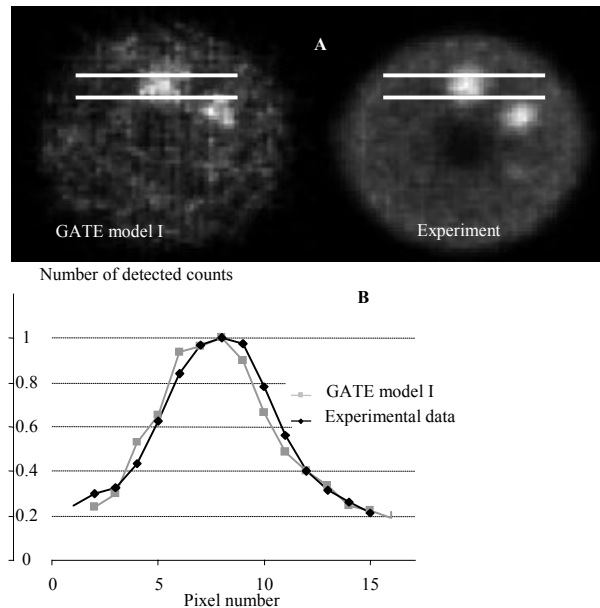 A
GATE model I
Experiment
Number of detected counts
B
1
0.8
0.6
0.4
0.2
0
GATE model I
Experimental data
0 5 10 15
Pixel number